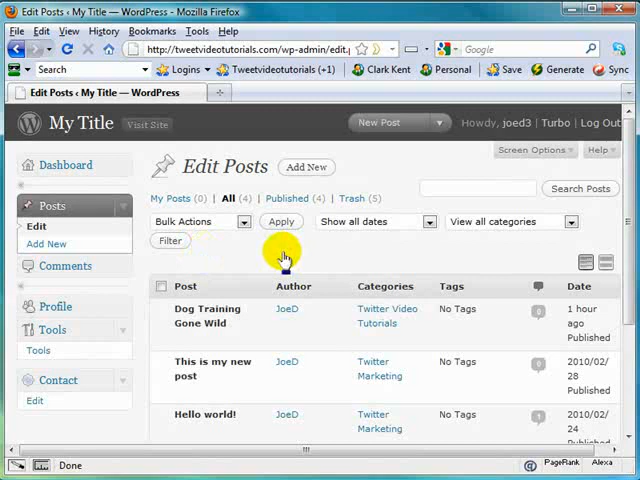 Edit Posts ‹ My Title — WordPress - Mozilla Firefox
File Edit View History Bookmarks Tools Help
http://tweetvideotutorials.com/wp-admin/edit.p
Google
Search Logins Tweetvideotutorials (+1) Clark Kent Personal Save Generate Sync
Edit Posts ‹ My Title — WordPress
My Title Visit Site New Post Howdy, joed3 | Turbo | Log Out
Screen Options Help
Dashboard
Edit Posts Add New
Search Posts
My Posts (0) | All (4) | Published (4) | Trash (5)
Posts
Edit
Add New
Comments
Profile
Tools
Tools
Contact
Edit
Bulk Actions Apply Show all dates View all categories
Filter
Post Author Categories Tags Date
Dog Training Gone Wild JoeD Twitter Video Tutorials No Tags 0 1 hour ago Published
This is my new post JoeD Twitter Marketing No Tags 0 2010/02/28 Published
Hello world! JoeD Twitter Marketing No Tags 1 2010/02/24 Published
Done PageRank Alexa